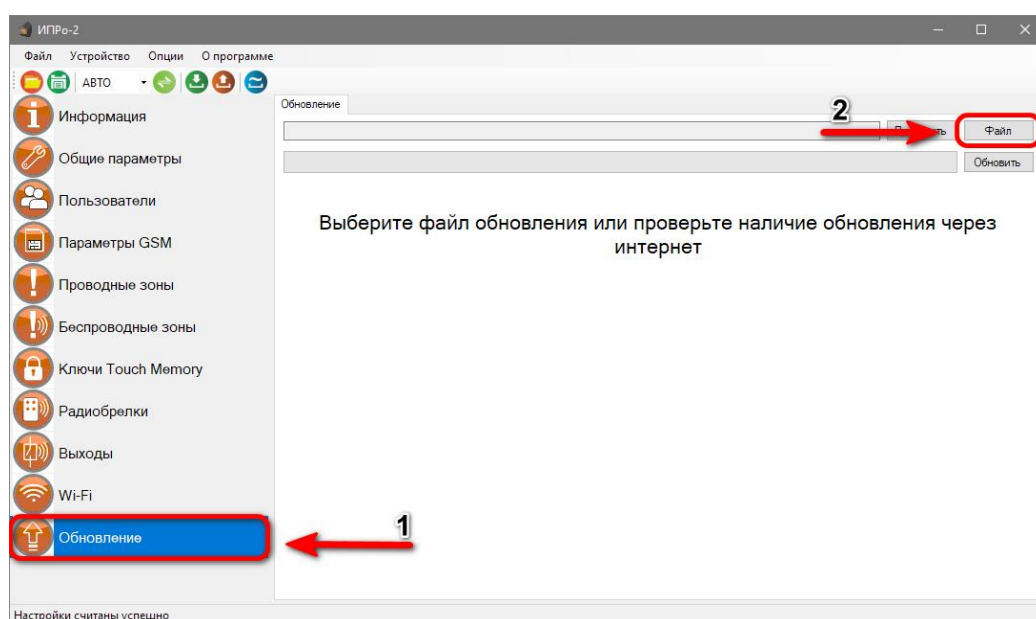 ИПРо-2
Файл Устройство Опции О программе
АВТО
Информация
Общие параметры
Пользователи
Параметры GSM
Проводные зоны
Беспроводные зоны
Ключи Touch Memory
Радиобрелки
Выходы
Wi-Fi
Обновление
1
Обновление
2
Файл
Обновить
Выберите файл обновления или проверьте наличие обновления через
интернет
Настройки считаны успешно